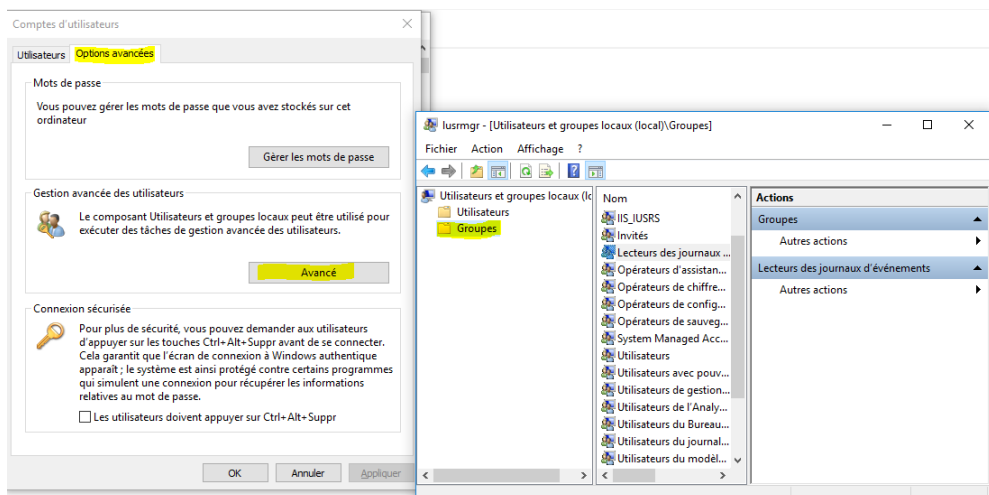 Comptes d'utilisateurs
Utilisateurs
Options avancées
Mots de passe
Vous pouvez gérer les mots de passe que vous avez stockés sur cet
ordinateur
Gérer les mots de passe
Gestion avancée des utilisateurs
Le composant Utilisateurs et groupes locaux peut être utilisé pour
exécuter des tâches de gestion avancée des utilisateurs.
Avancé
Connexion sécurisée
Pour plus de sécurité, vous pouvez demander aux utilisateurs
d'appuyer sur les touches Ctrl+Alt+Suppr avant de se connecter.
Cela garantit que l'écran de connexion à Windows authentique
apparaît ; le système est ainsi protégé contre certains programmes
qui simulent une connexion pour récupérer les informations
relatives au mot de passe.
Les utilisateurs doivent appuyer sur Ctrl+Alt+Suppr
OK
Annuler
Appliquer
lusrmgr - [Utilisateurs et groupes locaux (local)\Groupes]
Fichier Action Affichage ?
Utilisateurs et groupes locaux (lo
Utilisateurs
Groupes
Nom
IIS_IUSRS
Invités
Lecteurs des journaux ...
Opérateurs d'assistan...
Opérateurs de chiffre...
Opérateurs de config...
Opérateurs de sauveg...
System Managed Acc...
Utilisateurs
Utilisateurs avec pouv...
Utilisateurs de gestion...
Utilisateurs de l'Analy...
Utilisateurs du Bureau...
Utilisateurs du journal...
Utilisateurs du modèl...
Actions
Groupes
Autres actions
Lecteurs des journaux d'événements
Autres actions